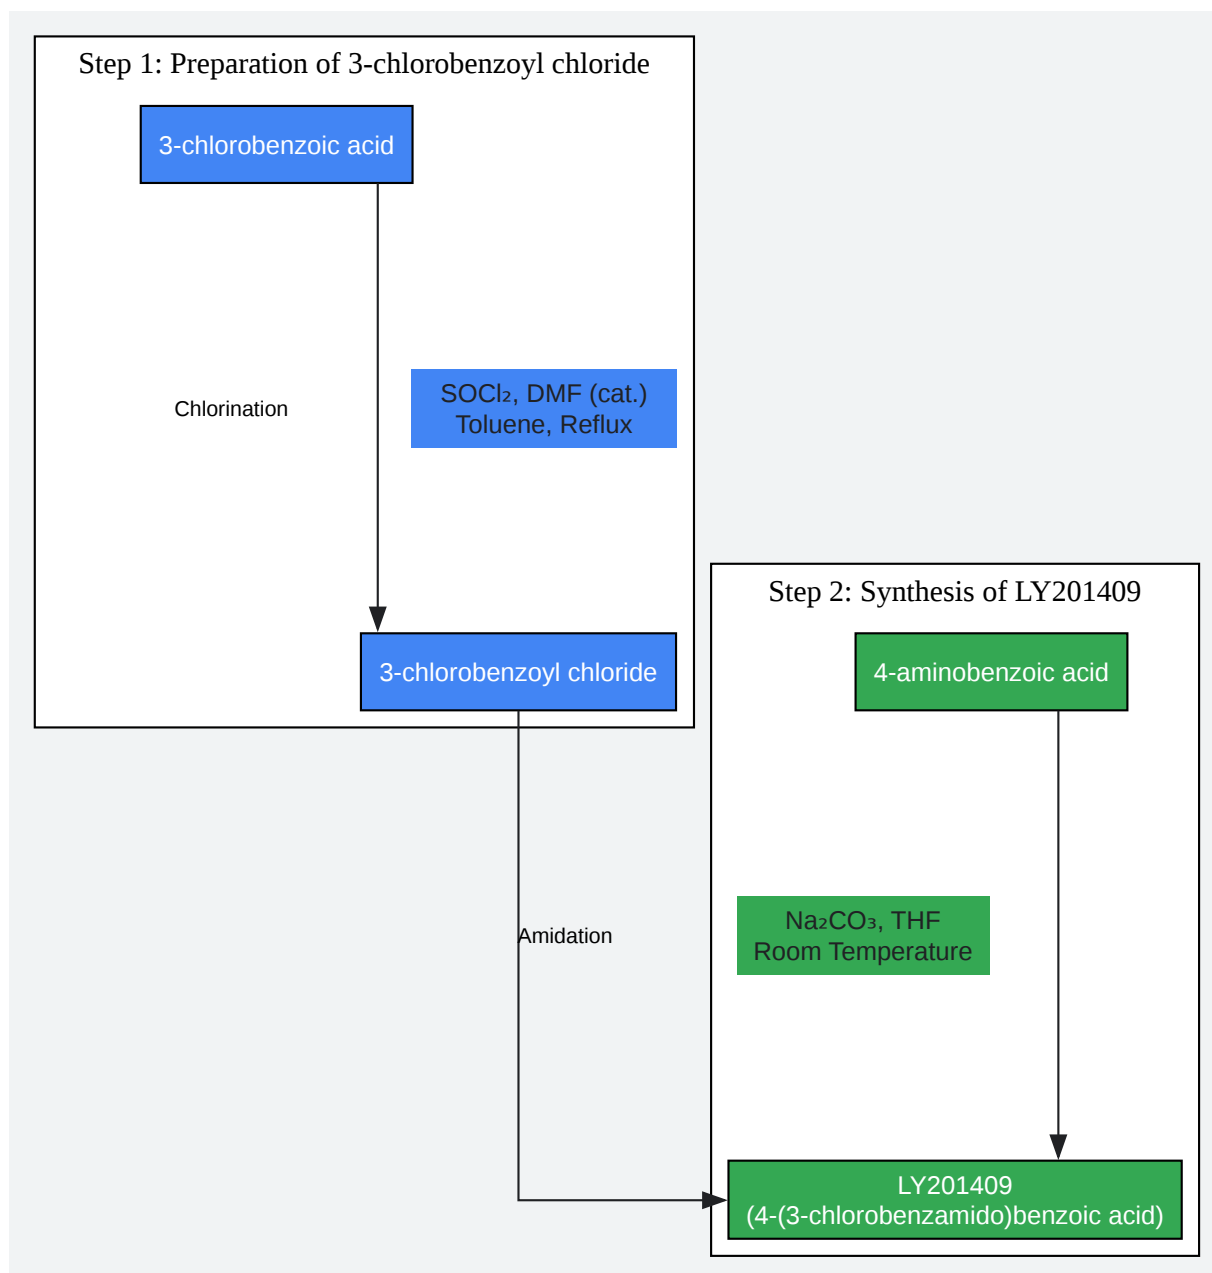 Step 1: Preparation of 3-chlorobenzoyl chloride
3-chlorobenzoic acid
Chlorination
SOCl₂, DMF (cat.)
Toluene, Reflux
3-chlorobenzoyl chloride
Step 2: Synthesis of LY201409
4-aminobenzoic acid
Amidation
Na₂CO₃, THF
Room Temperature
LY201409
(4-(3-chlorobenzamido)benzoic acid)